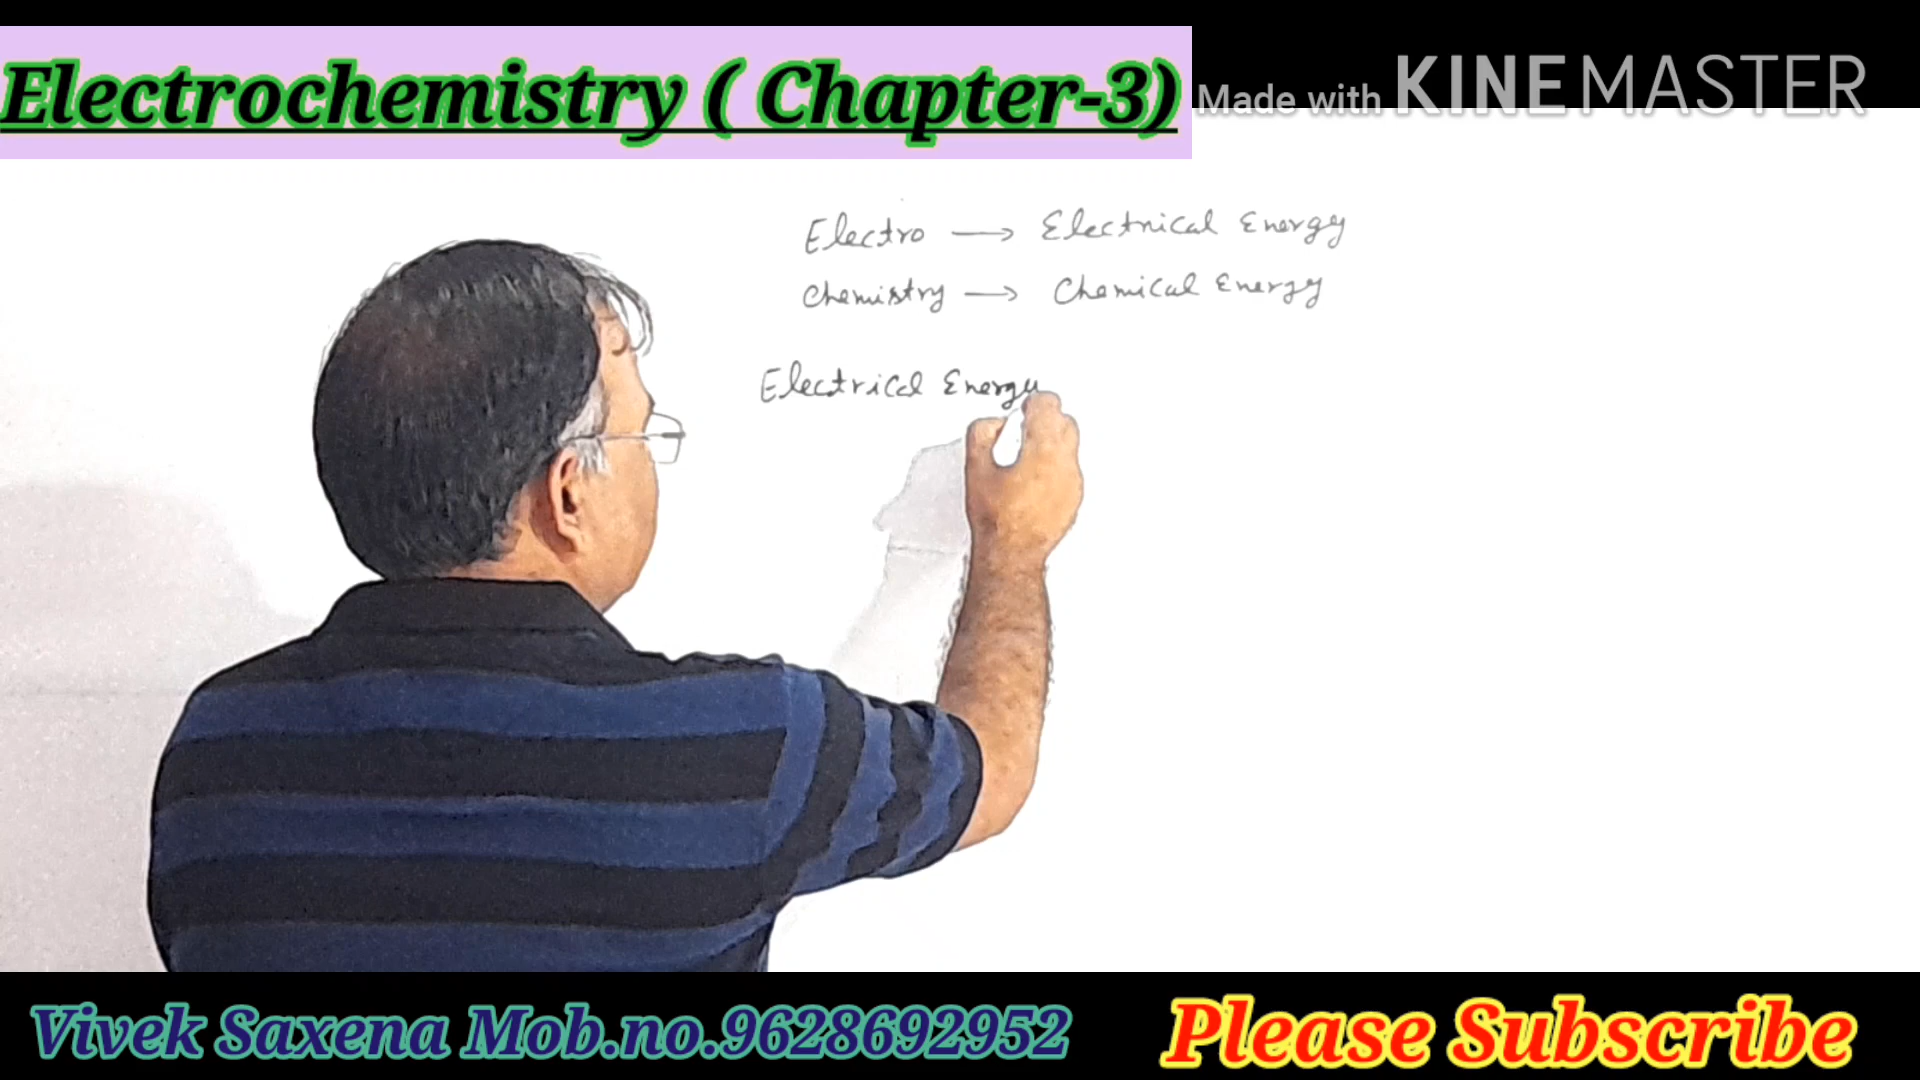 Electrochemistry ( Chapter-3)
Made with KINEMASTER
Electro → Electrical Energy
Chemistry → Chemical Energy
Electrical Energy
Vivek Saxena Mob.no.9628692952
Please Subscribe